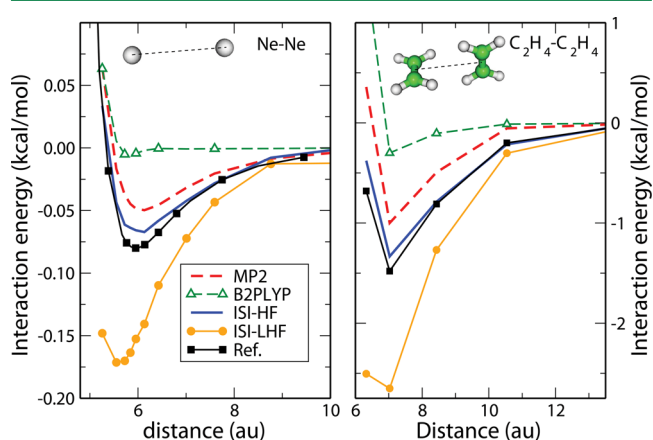 Ne-Ne
C₂H₄-C₂H₄
Interaction energy (kcal/mol)
0.05
0.00
-0.05
-0.10
-0.15
-0.20
MP2
B2PLYP
ISI-HF
ISI-LHF
Ref.
6
8
10
distance (au)
1
0
-1
-2
Interaction energy (kcal/mol)
6
8
10
12
Distance (au)